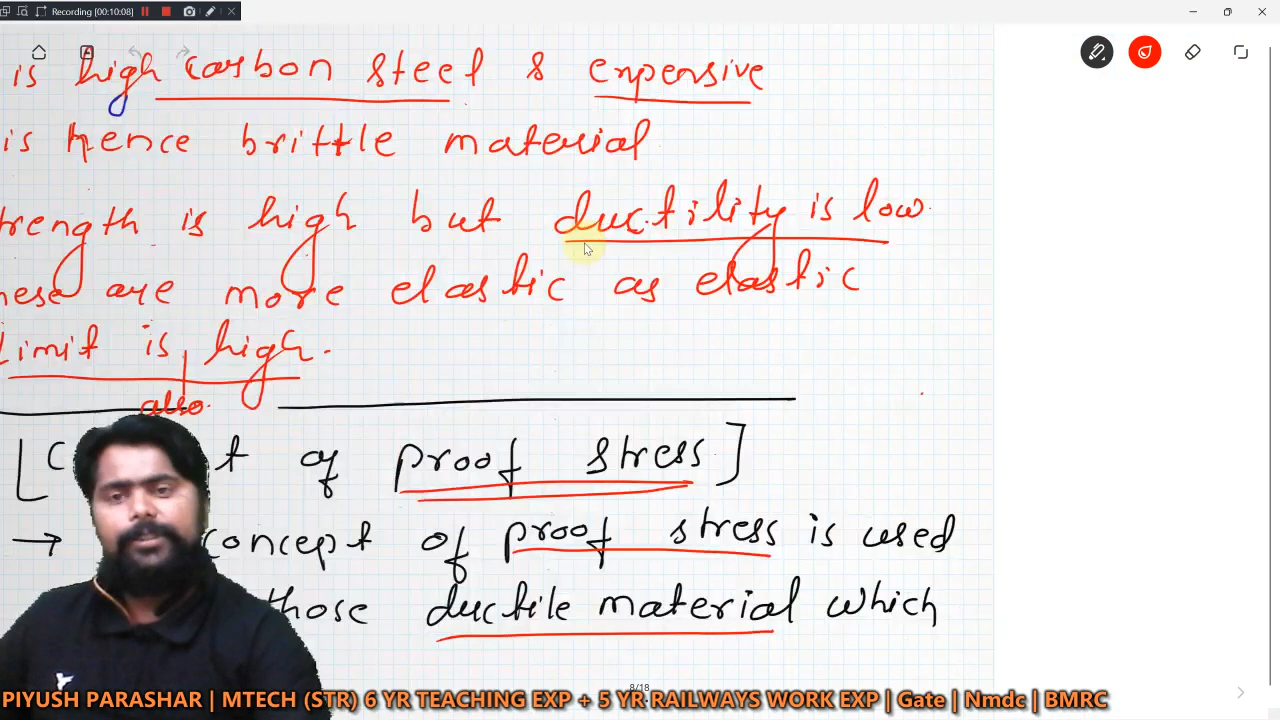 Recording [00:10:08]
is high carbon steel & expensive
is hence brittle material
trength is high but ductility is low
hese are more elastic as elastic
Limit is high.
also.
[C t of proof stress]
→ concept of proof stress is used
those ductile material which
8/18
PIYUSH PARASHAR | MTECH (STR) 6 YR TEACHING EXP + 5 YR RAILWAYS WORK EXP | Gate | Nmdc | BMRC